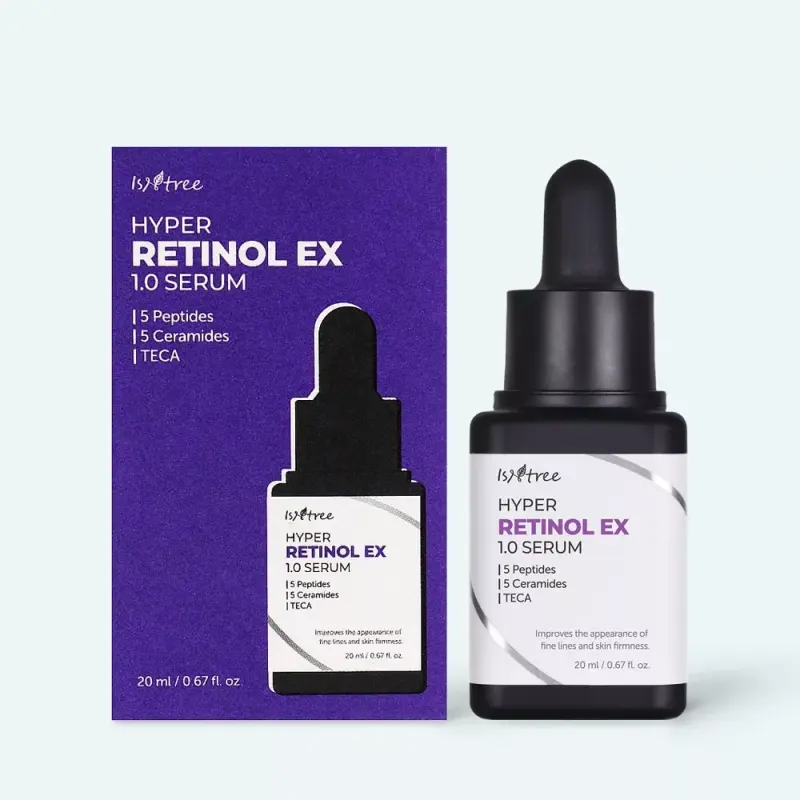 IsNtree
HYPER
RETINOL EX
1.0 SERUM
| 5 Peptides
| 5 Ceramides
| TECA
IsNtree
HYPER
RETINOL EX
1.0 SERUM
| 5 Peptides
| 5 Ceramides
| TECA
Improves the appearance of
fine lines and skin firmness.
20 ml / 0.67 fl. oz.
20 ml / 0.67 fl. oz.
IsNtree
HYPER
RETINOL EX
1.0 SERUM
| 5 Peptides
| 5 Ceramides
| TECA
Improves the appearance of
fine lines and skin firmness.
20 ml / 0.67 fl. oz.